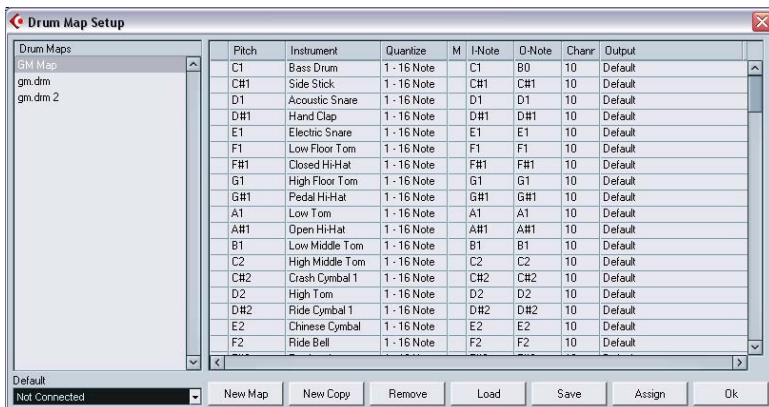 Drum Map Setup
Drum Maps
GM Map
gm.drm
gm.drm 2
Pitch Instrument Quantize M I-Note O-Note Chanr Output
C1 Bass Drum 1 - 16 Note C1 B0 10 Default
C#1 Side Stick 1 - 16 Note C#1 C#1 10 Default
D1 Acoustic Snare 1 - 16 Note D1 D1 10 Default
D#1 Hand Clap 1 - 16 Note D#1 D#1 10 Default
E1 Electric Snare 1 - 16 Note E1 E1 10 Default
F1 Low Floor Tom 1 - 16 Note F1 F1 10 Default
F#1 Closed Hi-Hat 1 - 16 Note F#1 F#1 10 Default
G1 High Floor Tom 1 - 16 Note G1 G1 10 Default
G#1 Pedal Hi-Hat 1 - 16 Note G#1 G#1 10 Default
A1 Low Tom 1 - 16 Note A1 A1 10 Default
A#1 Open Hi-Hat 1 - 16 Note A#1 A#1 10 Default
B1 Low Middle Tom 1 - 16 Note B1 B1 10 Default
C2 High Middle Tom 1 - 16 Note C2 C2 10 Default
C#2 Crash Cymbal 1 1 - 16 Note C#2 C#2 10 Default
D2 High Tom 1 - 16 Note D2 D2 10 Default
D#2 Ride Cymbal 1 1 - 16 Note D#2 D#2 10 Default
E2 Chinese Cymbal 1 - 16 Note E2 E2 10 Default
F2 Ride Bell 1 - 16 Note F2 F2 10 Default
Default
Not Connected
New Map New Copy Remove Load Save Assign Ok